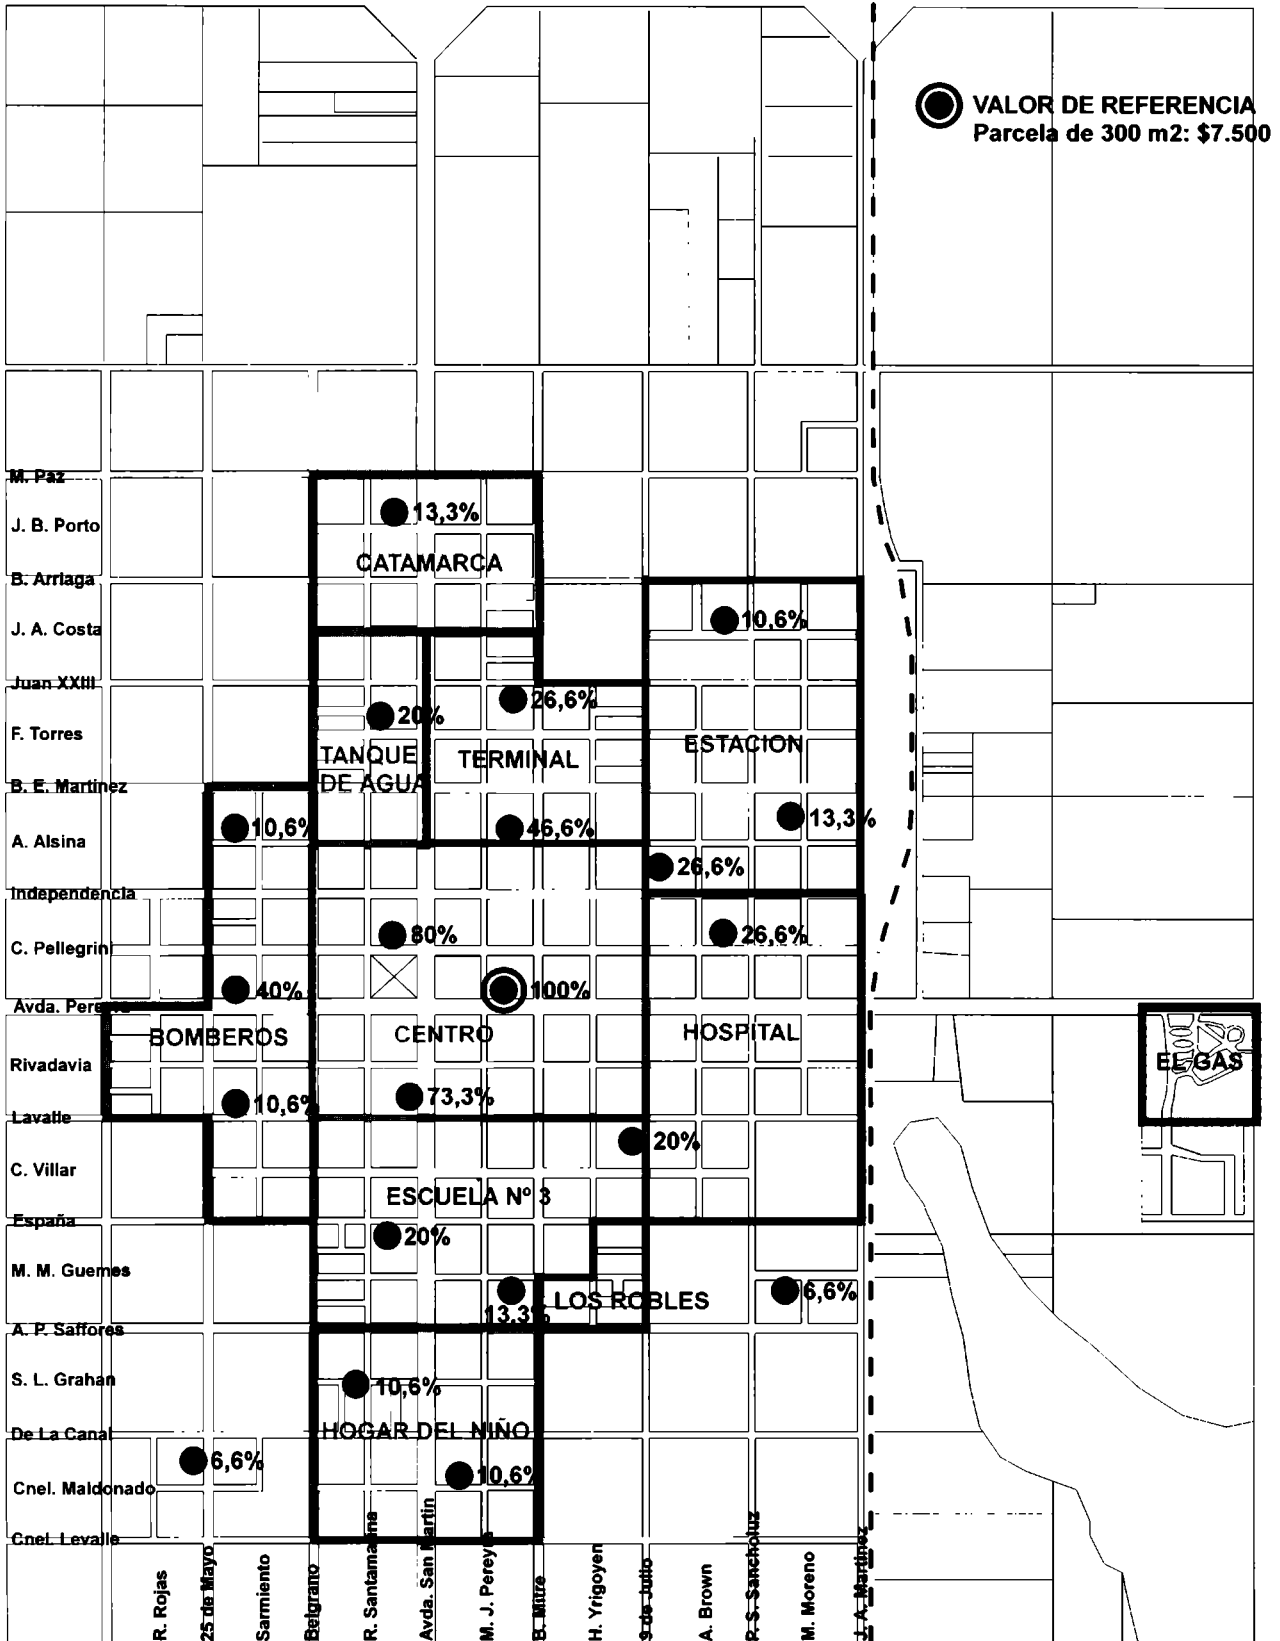 VALOR DE REFERENCIA
Parcela de 300 m2: $7.500
M. Paz
13,3%
J. B. Porto
CATAMARCA
B. Arriaga
10,6%
J. A. Costa
Juan XXIII
26,6%
20%
F. Torres
ESTACION
TANQUE
DE AGUA
TERMINAL
B. E. Martinez
13,3%
10,6%
46,6%
A. Alsina
26,6%
Independencia
80%
26,6%
C. Pellegrini
40%
100%
Avda. Pereyra
BOMBEROS
CENTRO
HOSPITAL
EL GAS
Rivadavia
73,3%
10,6%
Lavalle
20%
C. Villar
ESCUELA Nº 3
España
20%
M. M. Guemes
6,6%
LOS ROBLES
13,3%
A. P. Saffores
S. L. Grahan
10,6%
De La Canal
HOGAR DEL NIÑO
6,6%
10,6%
Cnel. Maldonado
Cnel. Levalle
R. Rojas
25 de Mayo
Sarmiento
Belgrano
R. Santamarina
Avda. San Martin
M. J. Pereyra
B. Mitre
H. Yrigoyen
9 de Julio
A. Brown
P. S. Sancholuz
M. Moreno
J. A. Martinez